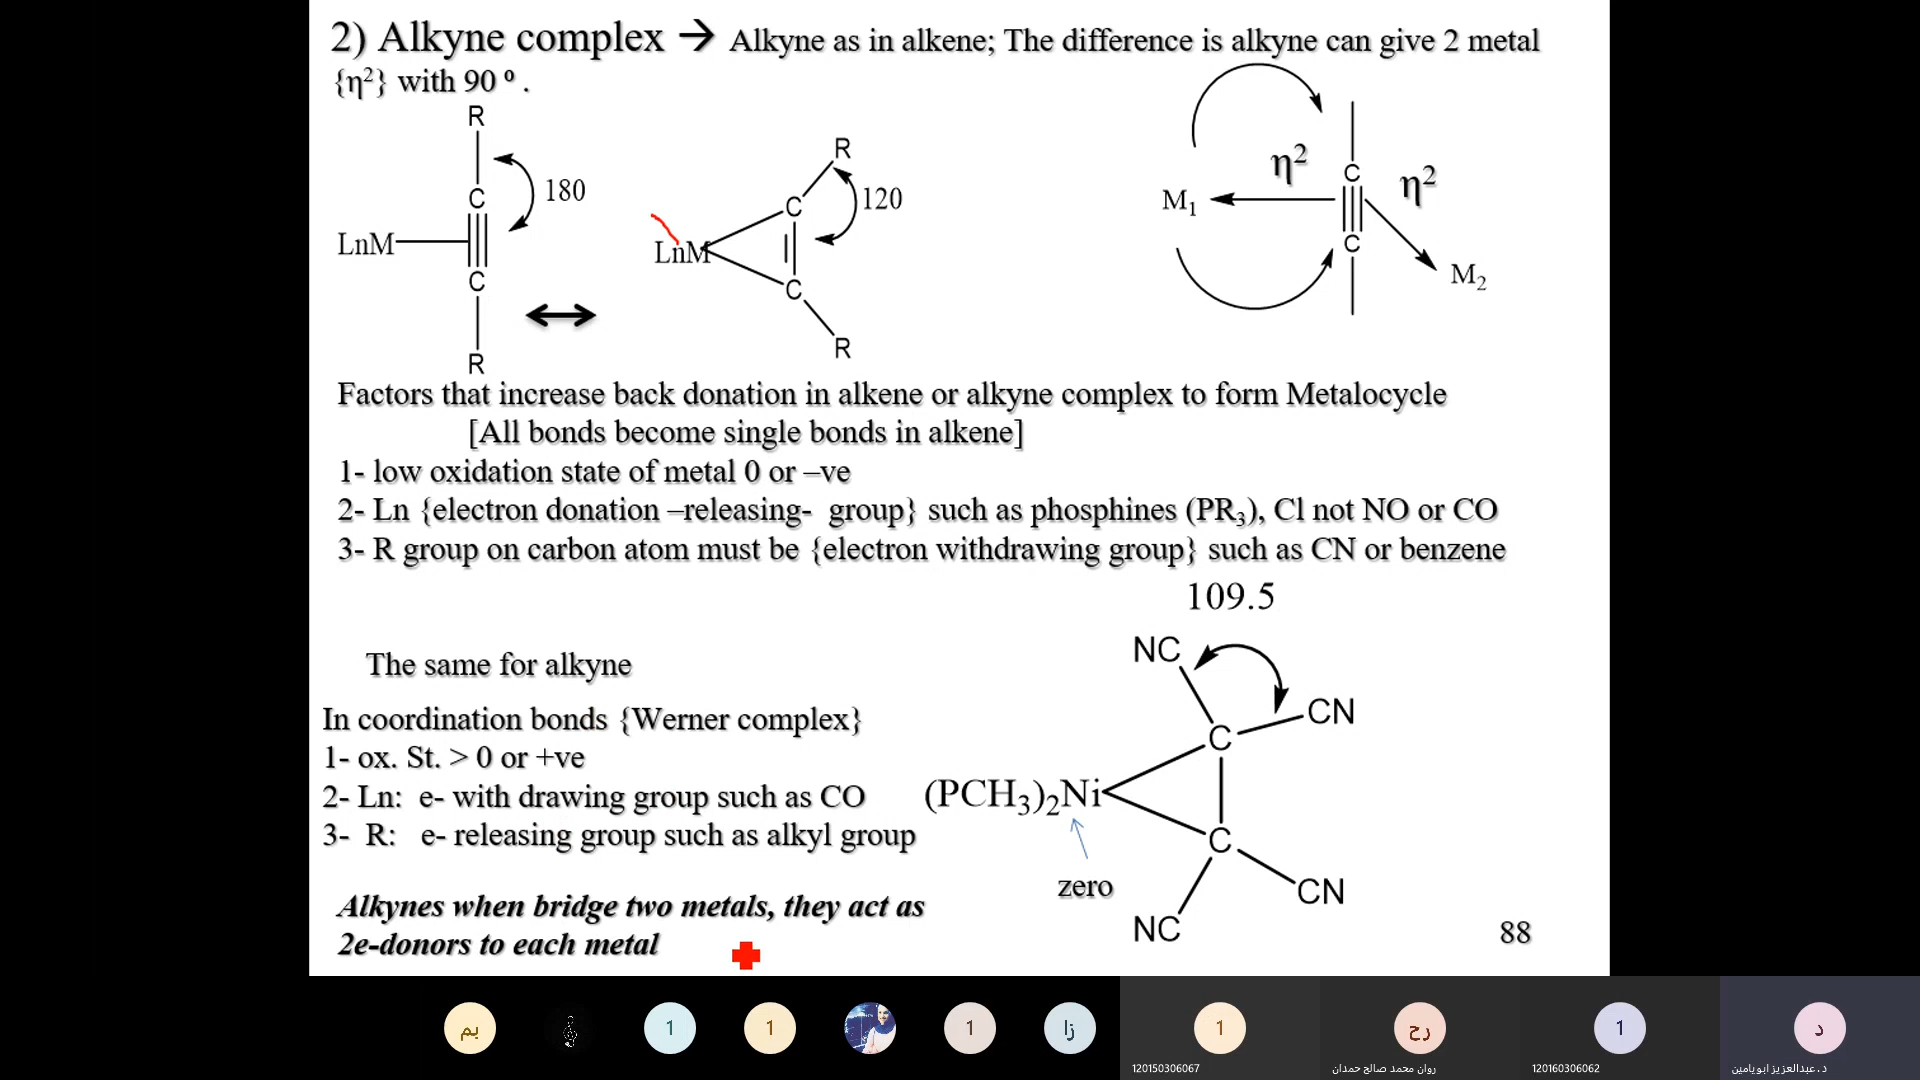 2) Alkyne complex → Alkyne as in alkene; The difference is alkyne can give 2 metal
{η²} with 90 º .
R
C
180
LnM
C
R
R
C
120
LnM
C
R
η²
C
η²
M₁
C
M₂
Factors that increase back donation in alkene or alkyne complex to form Metalocycle
[All bonds become single bonds in alkene]
1- low oxidation state of metal 0 or –ve
2- Ln {electron donation –releasing- group} such as phosphines (PR₃), Cl not NO or CO
3- R group on carbon atom must be {electron withdrawing group} such as CN or benzene
109.5
NC
CN
C
(PCH₃)₂Ni
C
zero
CN
NC
The same for alkyne
In coordination bonds {Werner complex}
1- ox. St. > 0 or +ve
2- Ln: e- with drawing group such as CO
3- R: e- releasing group such as alkyl group
Alkynes when bridge two metals, they act as
2e-donors to each metal
88
بم
1
1
1
زا
1
رح
1
د
120150306067
روان محمد صالح حمدان
120160306062
د. عبدالعزيز ابويامين